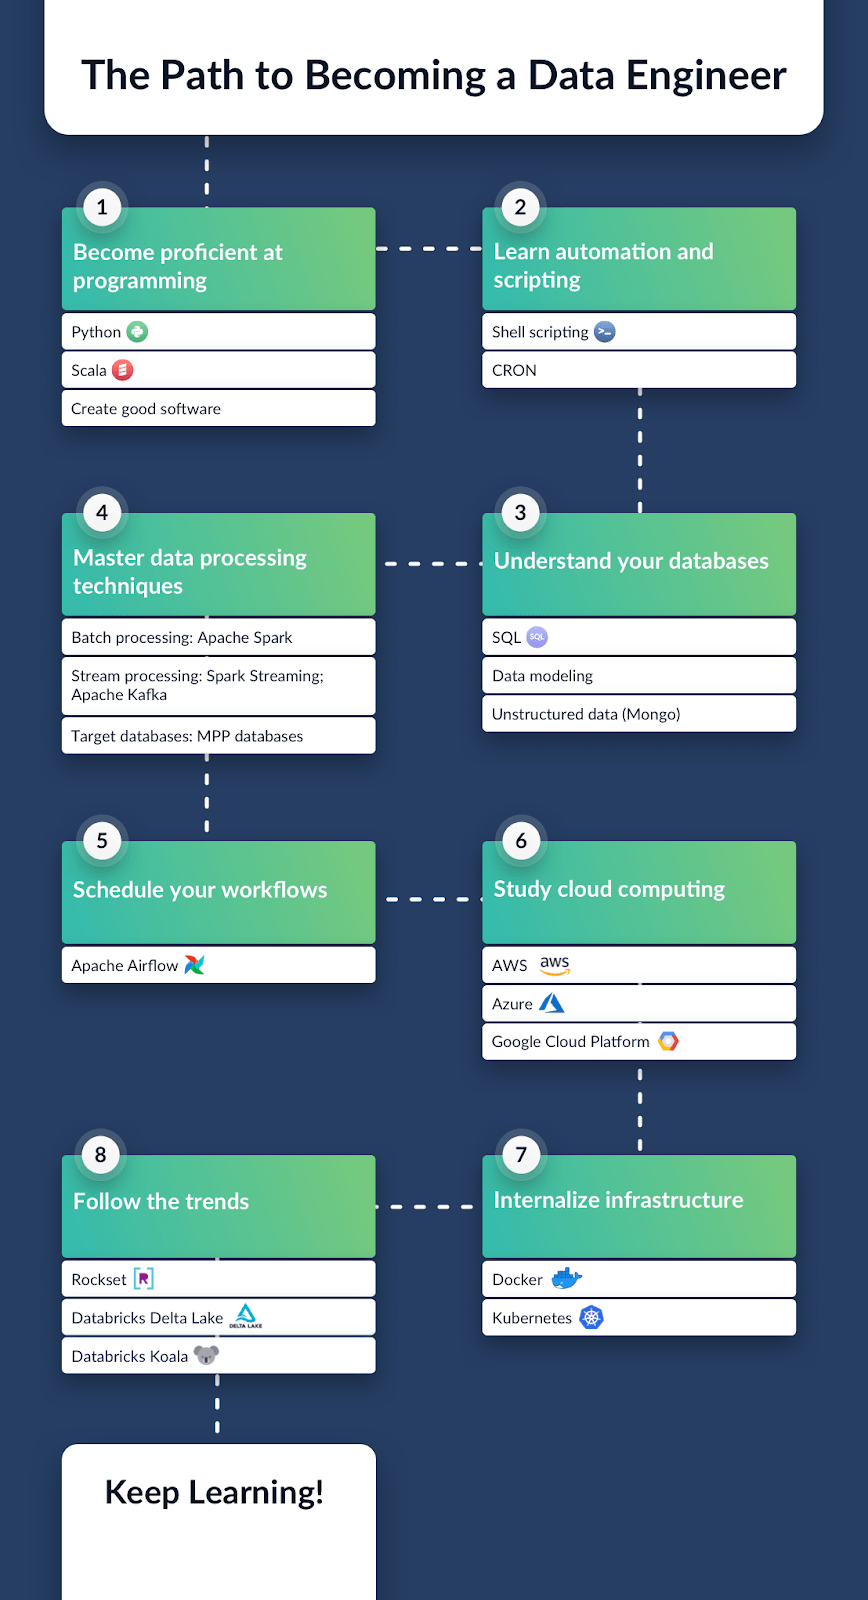 The Path to Becoming a Data Engineer
1
Become proficient at
programming
Python
Scala
Create good software
2
Learn automation and
scripting
Shell scripting
CRON
3
Understand your databases
SQL SQL
Data modeling
Unstructured data (Mongo)
4
Master data processing
techniques
Batch processing: Apache Spark
Stream processing: Spark Streaming;
Apache Kafka
Target databases: MPP databases
5
Schedule your workflows
Apache Airflow
6
Study cloud computing
AWS aws
Azure
Google Cloud Platform
7
Internalize infrastructure
Docker
Kubernetes
8
Follow the trends
Rockset R
Databricks Delta Lake DELTA LAKE
Databricks Koala
Keep Learning!